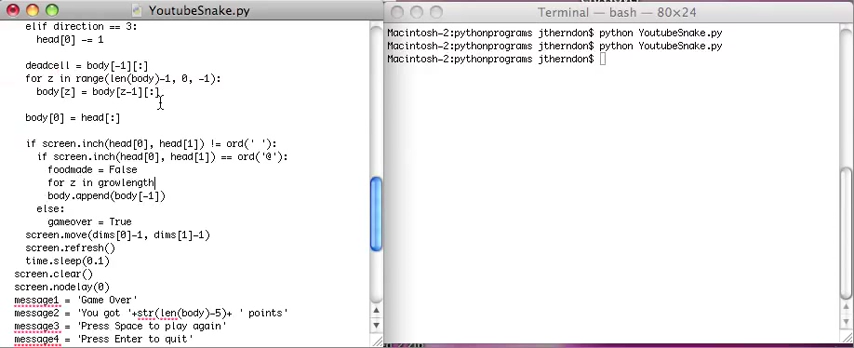 YoutubeSnake.py
elif direction == 3:
head[0] -= 1
deadcell = body[-1][:]
for z in range(len(body)-1, 0, -1):
body[z] = body[z-1][:]
body[0] = head[:]
if screen.inch(head[0], head[1]) != ord(' '):
if screen.inch(head[0], head[1]) == ord('@'):
foodmade = False
for z in growlength
body.append(body[-1])
else:
gameover = True
screen.move(dims[0]-1, dims[1]-1)
screen.refresh()
time.sleep(0.1)
screen.clear()
screen.nodelay(0)
message1 = 'Game Over'
message2 = 'You got '+str(len(body)-5)+ ' points'
message3 = 'Press Space to play again'
message4 = 'Press Enter to quit'
Terminal — bash — 80×24
Macintosh-2:pythonprograms jtherndon$ python YoutubeSnake.py
Macintosh-2:pythonprograms jtherndon$ python YoutubeSnake.py
Macintosh-2:pythonprograms jtherndon$